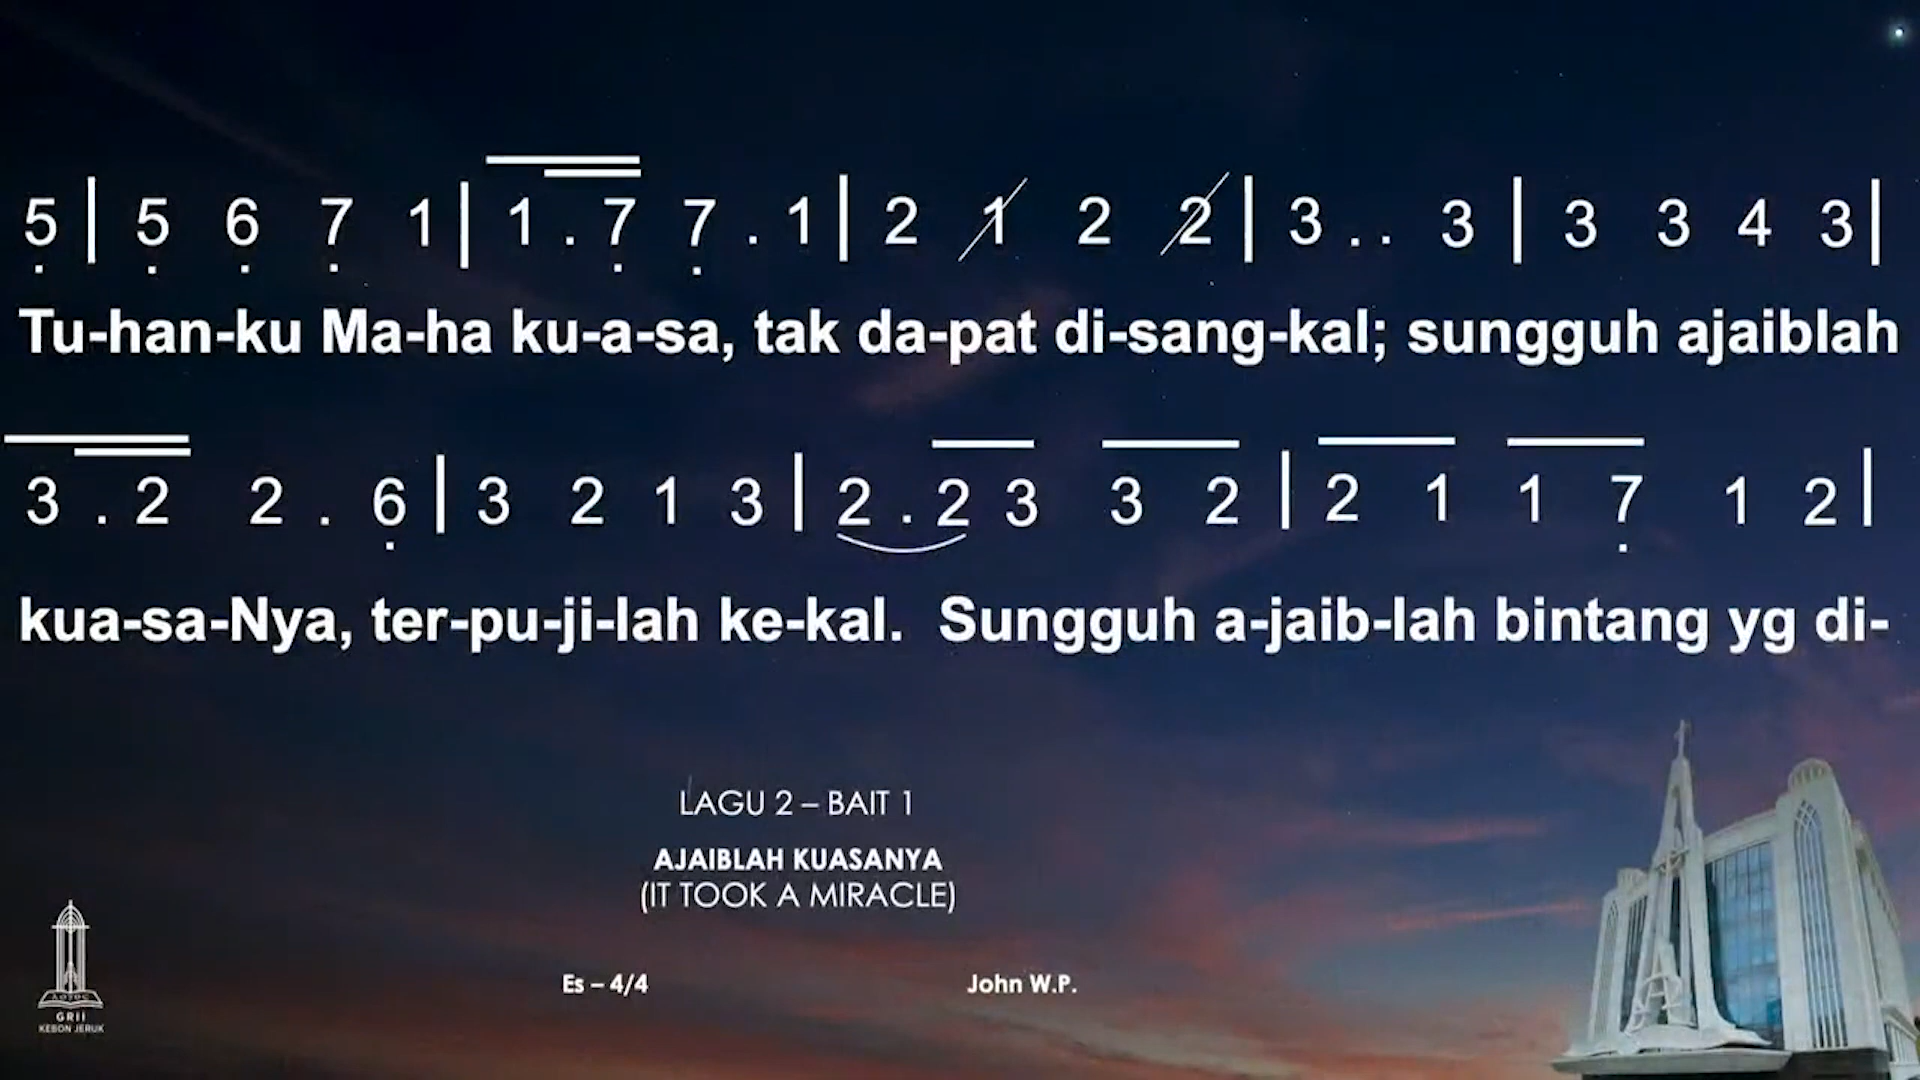 5 | 5 6 7 1 | 1 . 7 7 . 1 | 2 1 2 2 | 3 . . 3 | 3 3 4 3 |
Tu-han-ku Ma-ha ku-a-sa, tak da-pat di-sang-kal; sungguh ajaiblah
3 . 2 2 . 6 | 3 2 1 3 | 2 . 2 3 3 2 | 2 1 1 7 1 2 |
kua-sa-Nya, ter-pu-ji-lah ke-kal. Sungguh a-jaib-lah bintang yg di-
LAGU 2 – BAIT 1
AJAIBLAH KUASANYA
(IT TOOK A MIRACLE)
Es – 4/4 John W.P.
GRII
KEBON JERUK